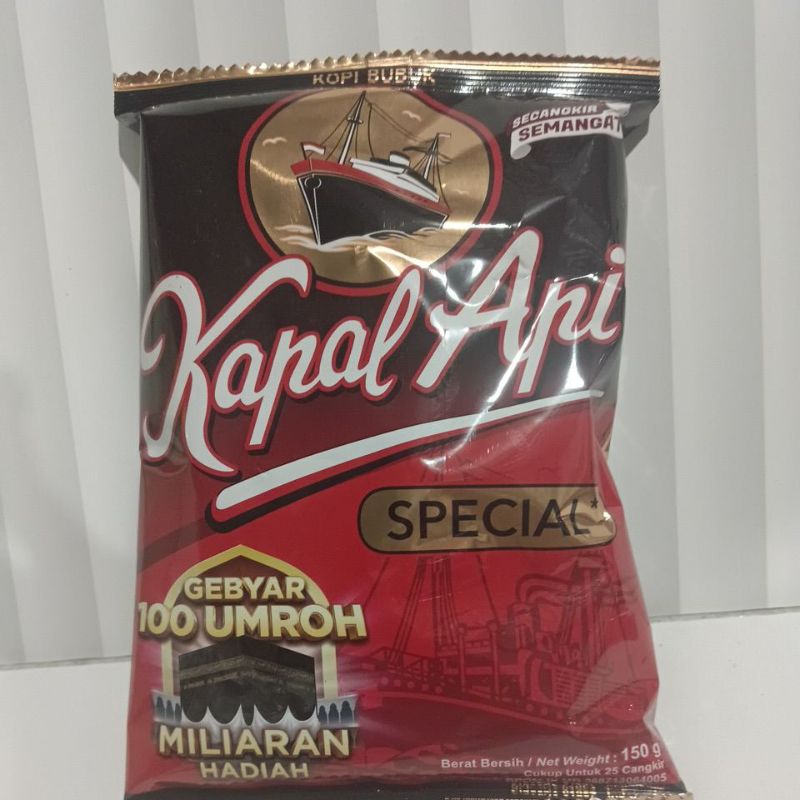 KOPI BUBUK
SECANGKIR
SEMANGAT
Kapal Api
SPECIAL*
GEBYAR
100 UMROH
MILIARAN
HADIAH
Berat Bersih / Net Weight : 150 g
Cukup Untuk 25 Cangkir